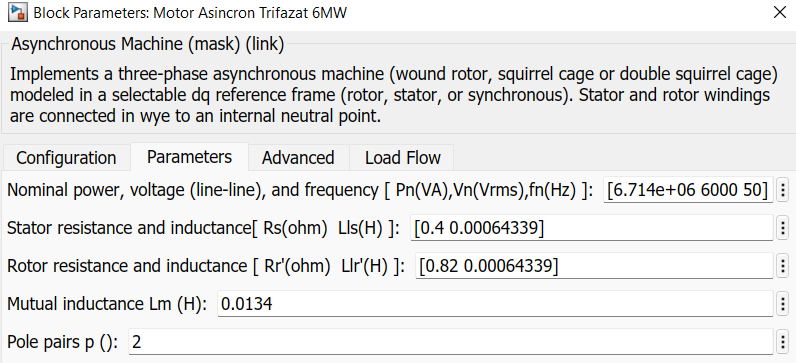 Block Parameters: Motor Asincron Trifazat 6MW
Asynchronous Machine (mask) (link)
Implements a three-phase asynchronous machine (wound rotor, squirrel cage or double squirrel cage)
modeled in a selectable dq reference frame (rotor, stator, or synchronous). Stator and rotor windings
are connected in wye to an internal neutral point.
Configuration Parameters Advanced Load Flow
Nominal power, voltage (line-line), and frequency [ Pn(VA),Vn(Vrms),fn(Hz) ]: [6.714e+06 6000 50]
Stator resistance and inductance[ Rs(ohm) Lls(H) ]: [0.4 0.00064339]
Rotor resistance and inductance [ Rr'(ohm) Llr'(H) ]: [0.82 0.00064339]
Mutual inductance Lm (H): 0.0134
Pole pairs p (): 2